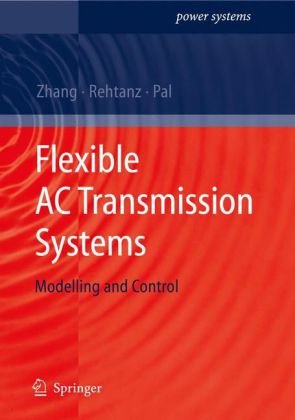 power systems
Zhang · Rehtanz · Pal
Flexible
AC Transmission
Systems
Modelling and Control
Springer